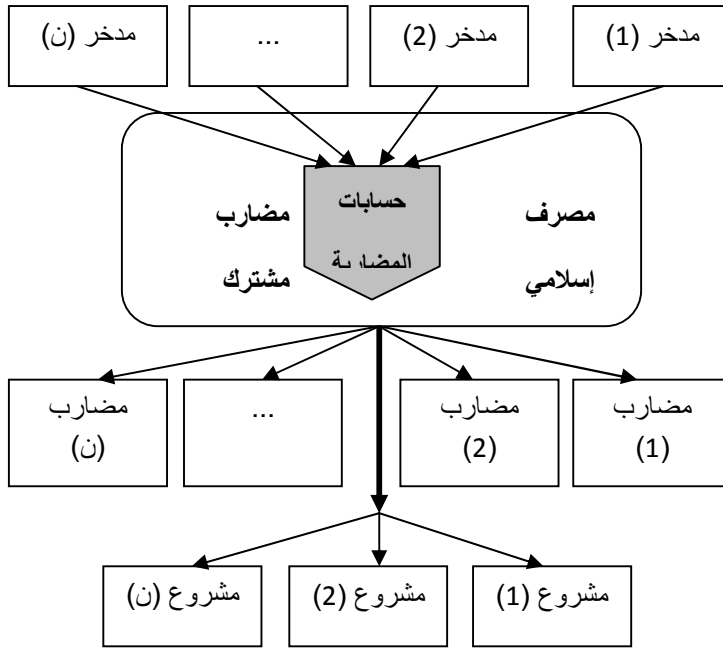 مدخر (1)
مدخر (2)
...
مدخر (ن)
مصرف
إسلامي
حسابات
المضاربة
مضارب
مشترك
مضارب
(1)
مضارب
(2)
...
مضارب
(ن)
مشروع (1)
مشروع (2)
مشروع (ن)